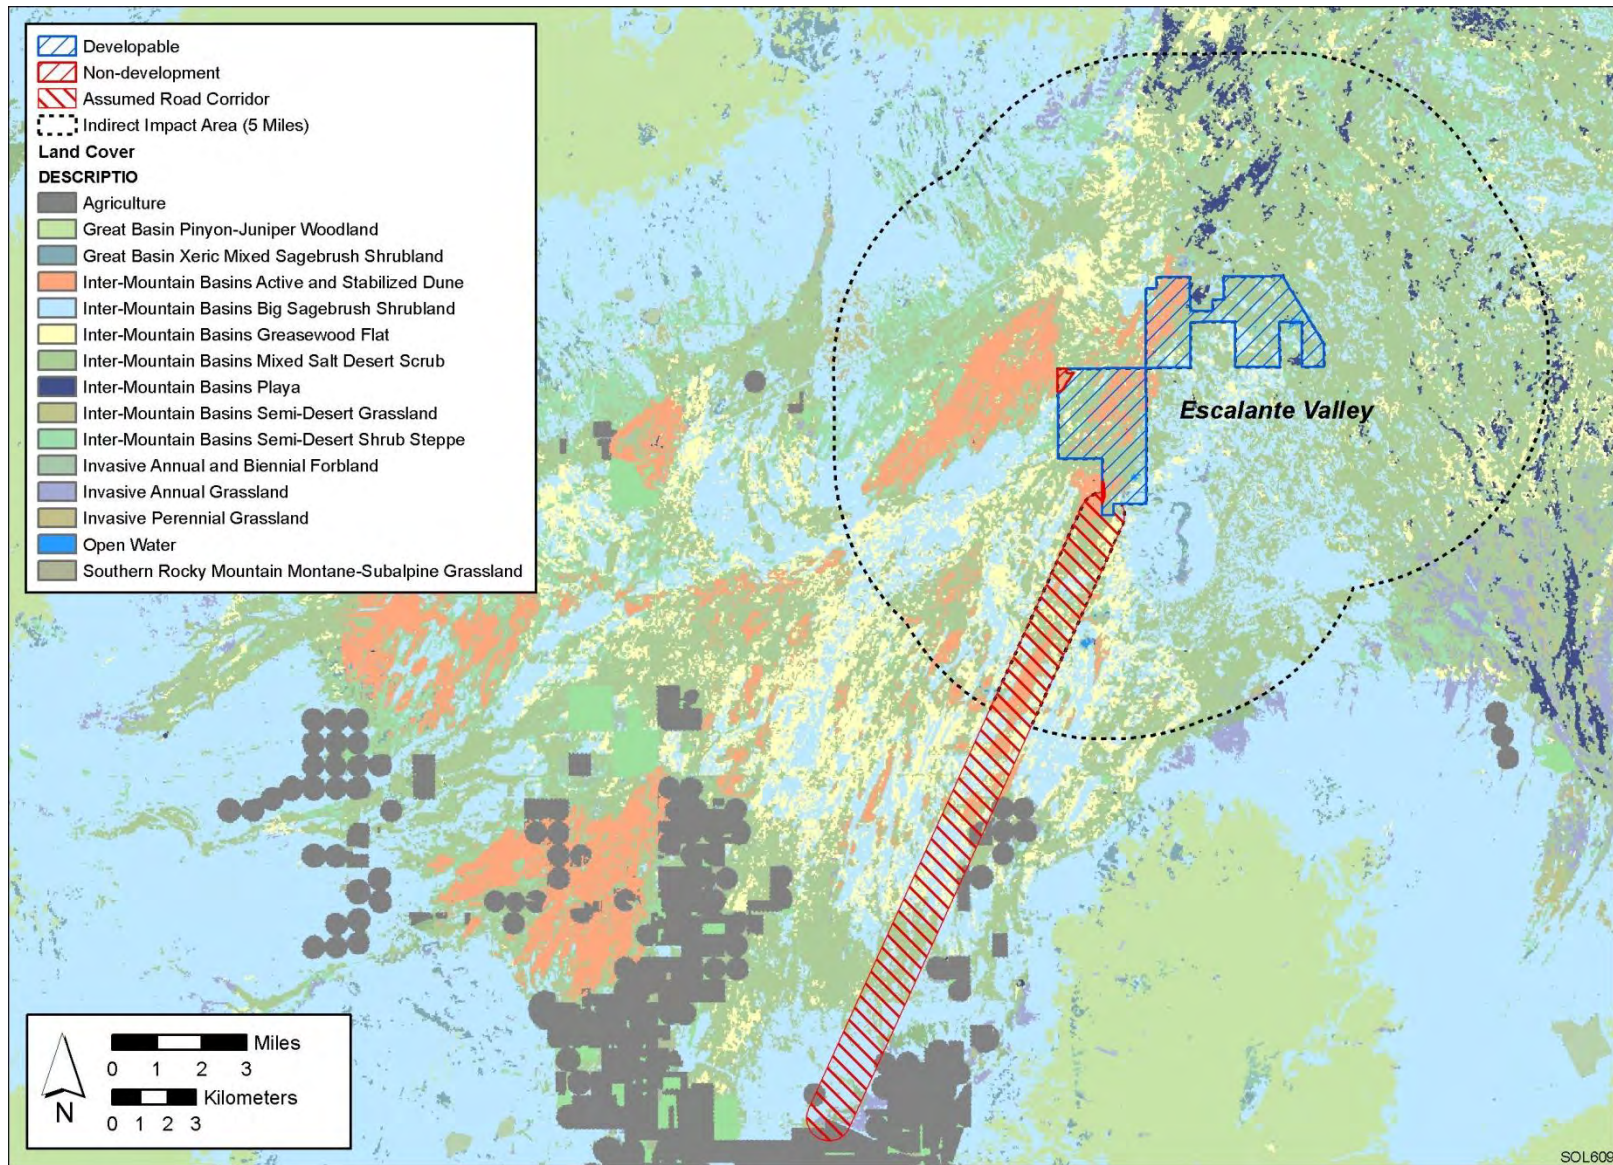 Developable
Non-development
Assumed Road Corridor
Indirect Impact Area (5 Miles)
Land Cover
DESCRIPTIO
Agriculture
Great Basin Pinyon-Juniper Woodland
Great Basin Xeric Mixed Sagebrush Shrubland
Inter-Mountain Basins Active and Stabilized Dune
Inter-Mountain Basins Big Sagebrush Shrubland
Inter-Mountain Basins Greasewood Flat
Inter-Mountain Basins Mixed Salt Desert Scrub
Inter-Mountain Basins Playa
Inter-Mountain Basins Semi-Desert Grassland
Inter-Mountain Basins Semi-Desert Shrub Steppe
Invasive Annual and Biennial Forbland
Invasive Annual Grassland
Invasive Perennial Grassland
Open Water
Southern Rocky Mountain Montane-Subalpine Grassland
Escalante Valley
N
Miles
0 1 2 3
Kilometers
0 1 2 3
SOL609